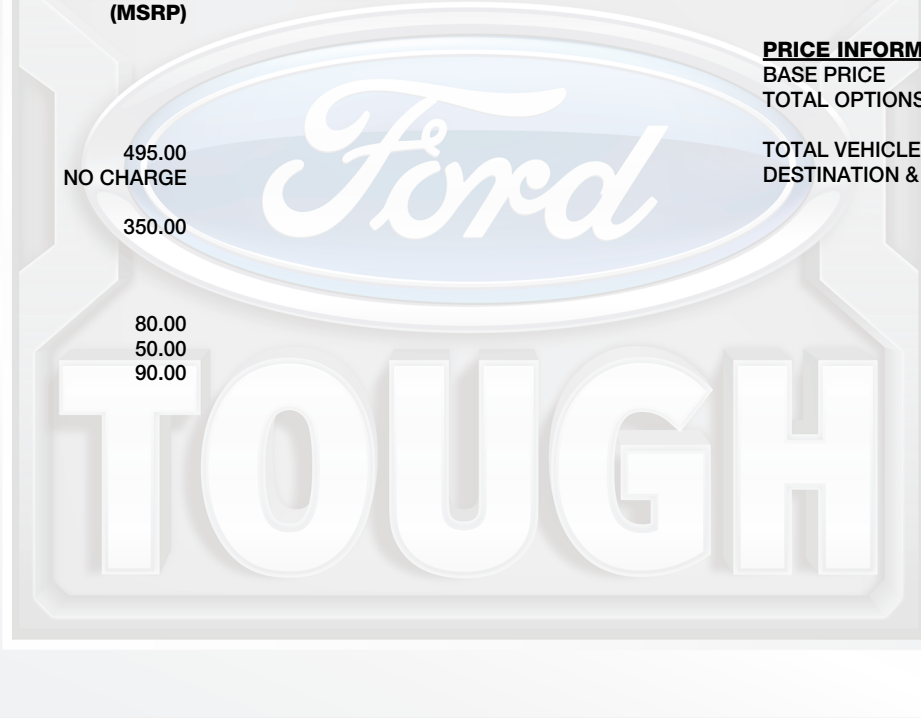 (MSRP)
495.00
NO CHARGE
350.00
80.00
50.00
90.00
PRICE INFORM
BASE PRICE
TOTAL OPTIONS
TOTAL VEHICLE
DESTINATION &
Ford
TOUGH